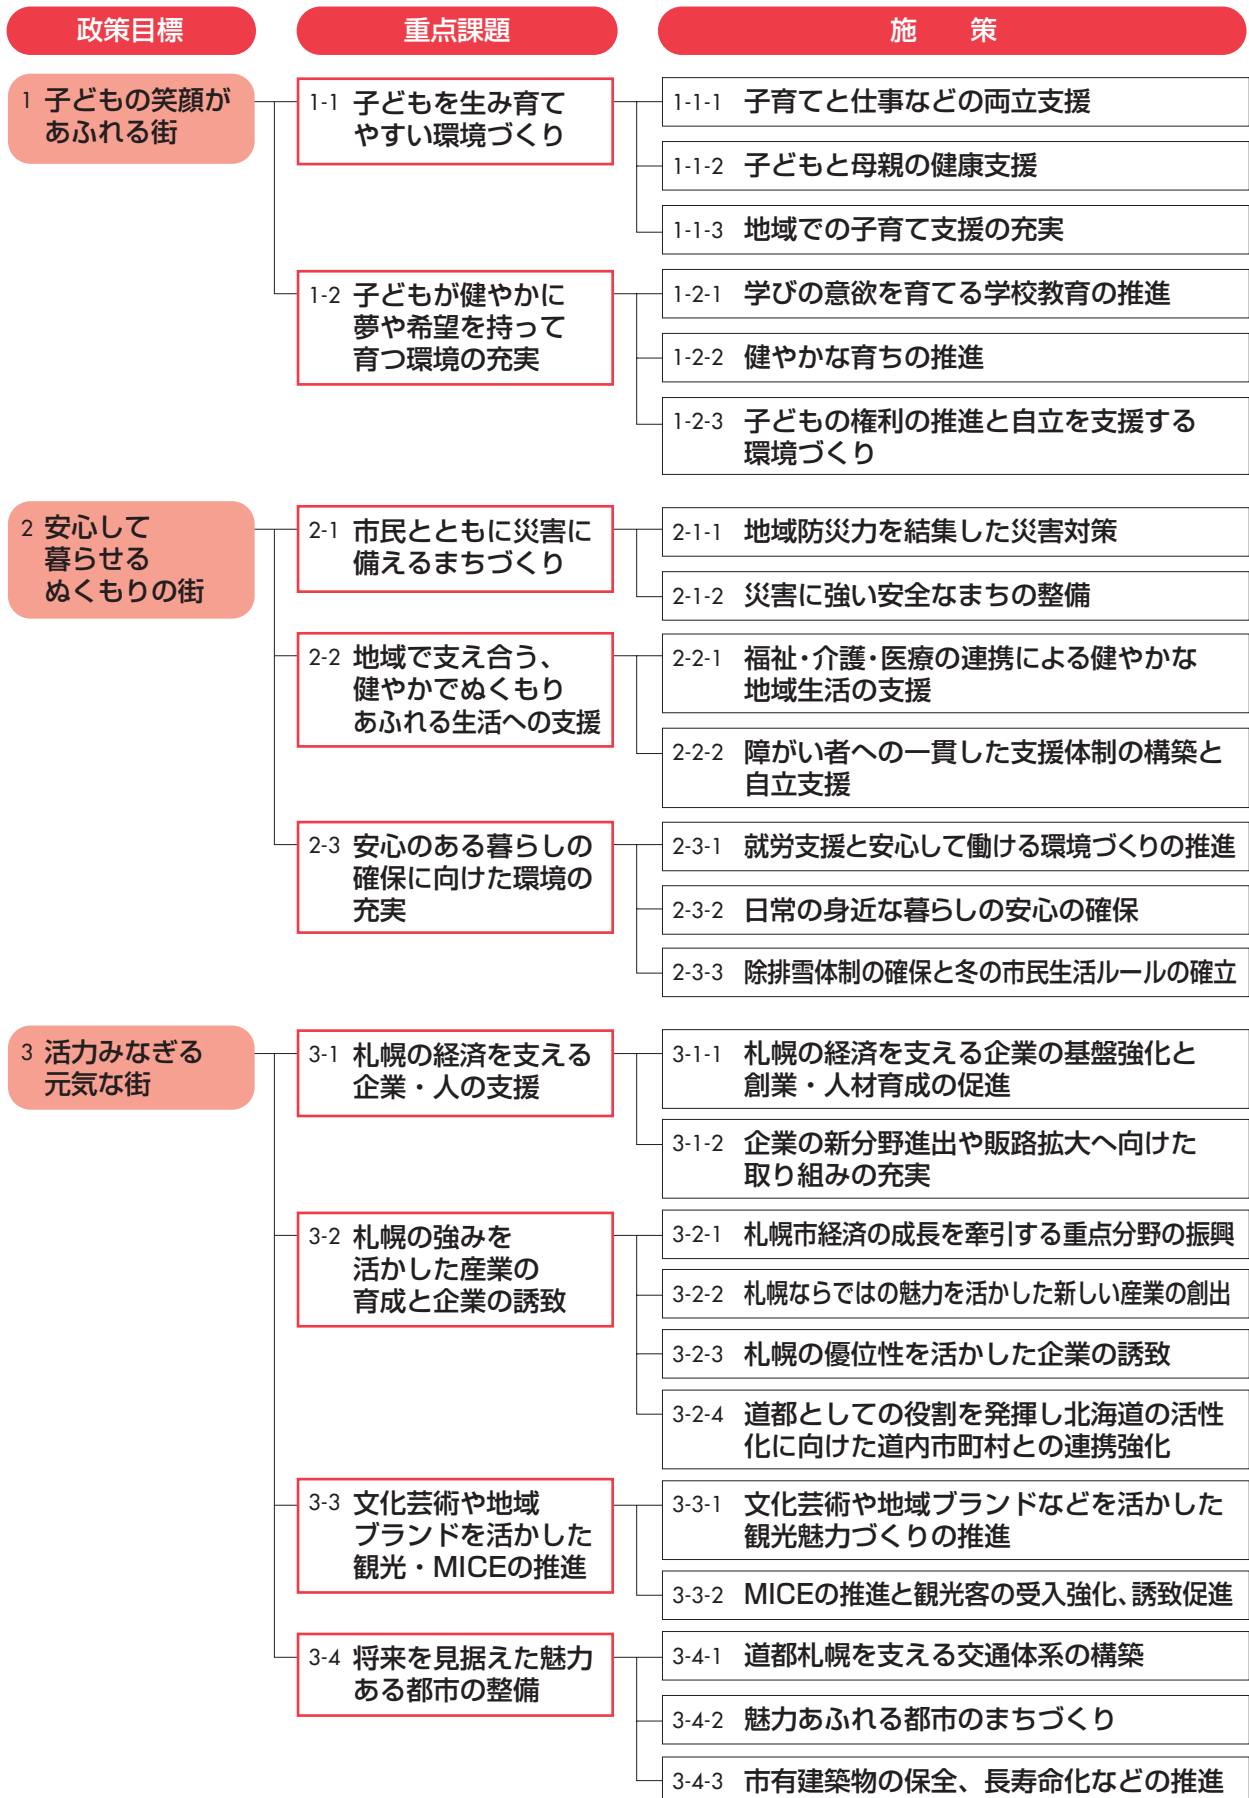 政策目標
重点課題
施 策
1 子どもの笑顔が
あふれる街
1-1 子どもを生み育て
やすい環境づくり
1-1-1 子育てと仕事などの両立支援
1-1-2 子どもと母親の健康支援
1-1-3 地域での子育て支援の充実
1-2 子どもが健やかに
夢や希望を持って
育つ環境の充実
1-2-1 学びの意欲を育てる学校教育の推進
1-2-2 健やかな育ちの推進
1-2-3 子どもの権利の推進と自立を支援する
環境づくり
2 安心して
暮らせる
ぬくもりの街
2-1 市民とともに災害に
備えるまちづくり
2-1-1 地域防災力を結集した災害対策
2-1-2 災害に強い安全なまちの整備
2-2 地域で支え合う、
健やかでぬくもり
あふれる生活への支援
2-2-1 福祉・介護・医療の連携による健やかな
地域生活の支援
2-2-2 障がい者への一貫した支援体制の構築と
自立支援
2-3 安心のある暮らしの
確保に向けた環境の
充実
2-3-1 就労支援と安心して働ける環境づくりの推進
2-3-2 日常の身近な暮らしの安心の確保
2-3-3 除排雪体制の確保と冬の市民生活ルールの確立
3 活力みなぎる
元気な街
3-1 札幌の経済を支える
企業・人の支援
3-1-1 札幌の経済を支える企業の基盤強化と
創業・人材育成の促進
3-1-2 企業の新分野進出や販路拡大へ向けた
取り組みの充実
3-2 札幌の強みを
活かした産業の
育成と企業の誘致
3-2-1 札幌市経済の成長を牽引する重点分野の振興
3-2-2 札幌ならではの魅力を活かした新しい産業の創出
3-2-3 札幌の優位性を活かした企業の誘致
3-2-4 道都としての役割を発揮し北海道の活性
化に向けた道内市町村との連携強化
3-3 文化芸術や地域
ブランドを活かした
観光・MICEの推進
3-3-1 文化芸術や地域ブランドなどを活かした
観光魅力づくりの推進
3-3-2 MICEの推進と観光客の受入強化、誘致促進
3-4 将来を見据えた魅力
ある都市の整備
3-4-1 道都札幌を支える交通体系の構築
3-4-2 魅力あふれる都市のまちづくり
3-4-3 市有建築物の保全、長寿命化などの推進